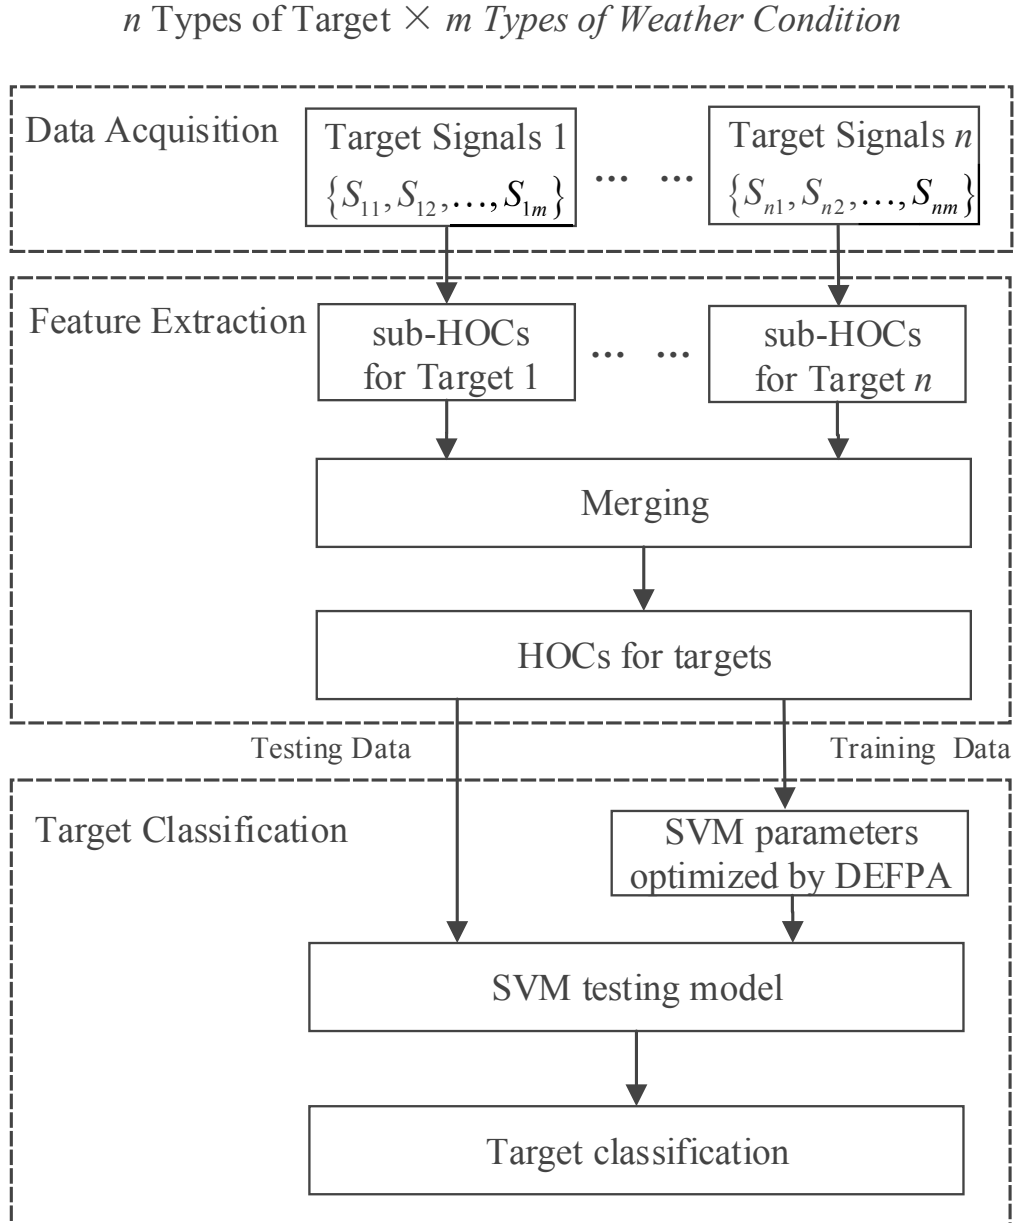 n Types of Target × m Types of Weather Condition
Data Acquisition
Target Signals 1
{S11, S12, ..., S1m}
... ...
Target Signals n
{Sn1, Sn2, ..., Snm}
Feature Extraction
sub-HOCs
for Target 1
... ...
sub-HOCs
for Target n
Merging
HOCs for targets
Testing Data
Training Data
Target Classification
SVM parameters
optimized by DEFPA
SVM testing model
Target classification